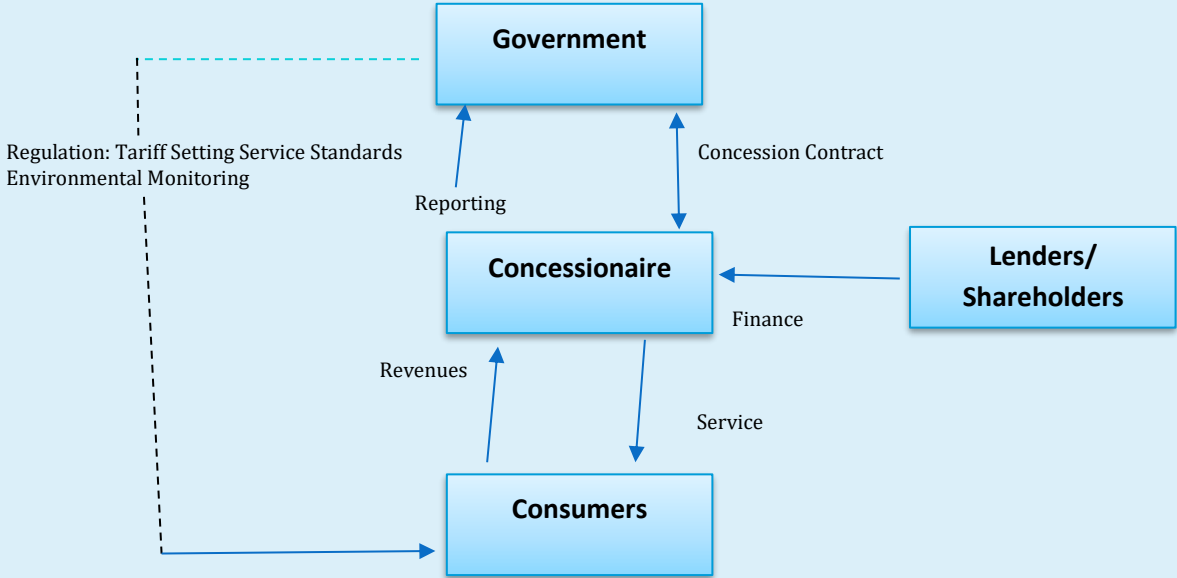 Government
Regulation: Tariff Setting Service Standards
Environmental Monitoring
Concession Contract
Reporting
Concessionaire
Lenders/
Shareholders
Finance
Revenues
Service
Consumers